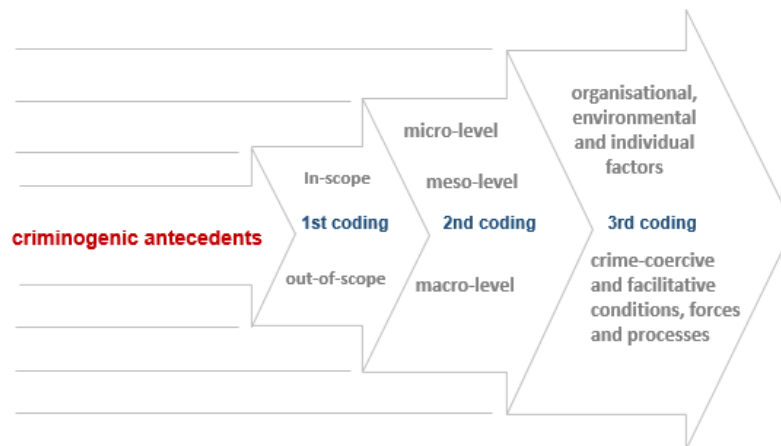 criminogenic antecedents
In-scope
1st coding
out-of-scope
micro-level
meso-level
2nd coding
macro-level
organisational,
environmental
and individual
factors
3rd coding
crime-coercive
and facilitative
conditions, forces
and processes